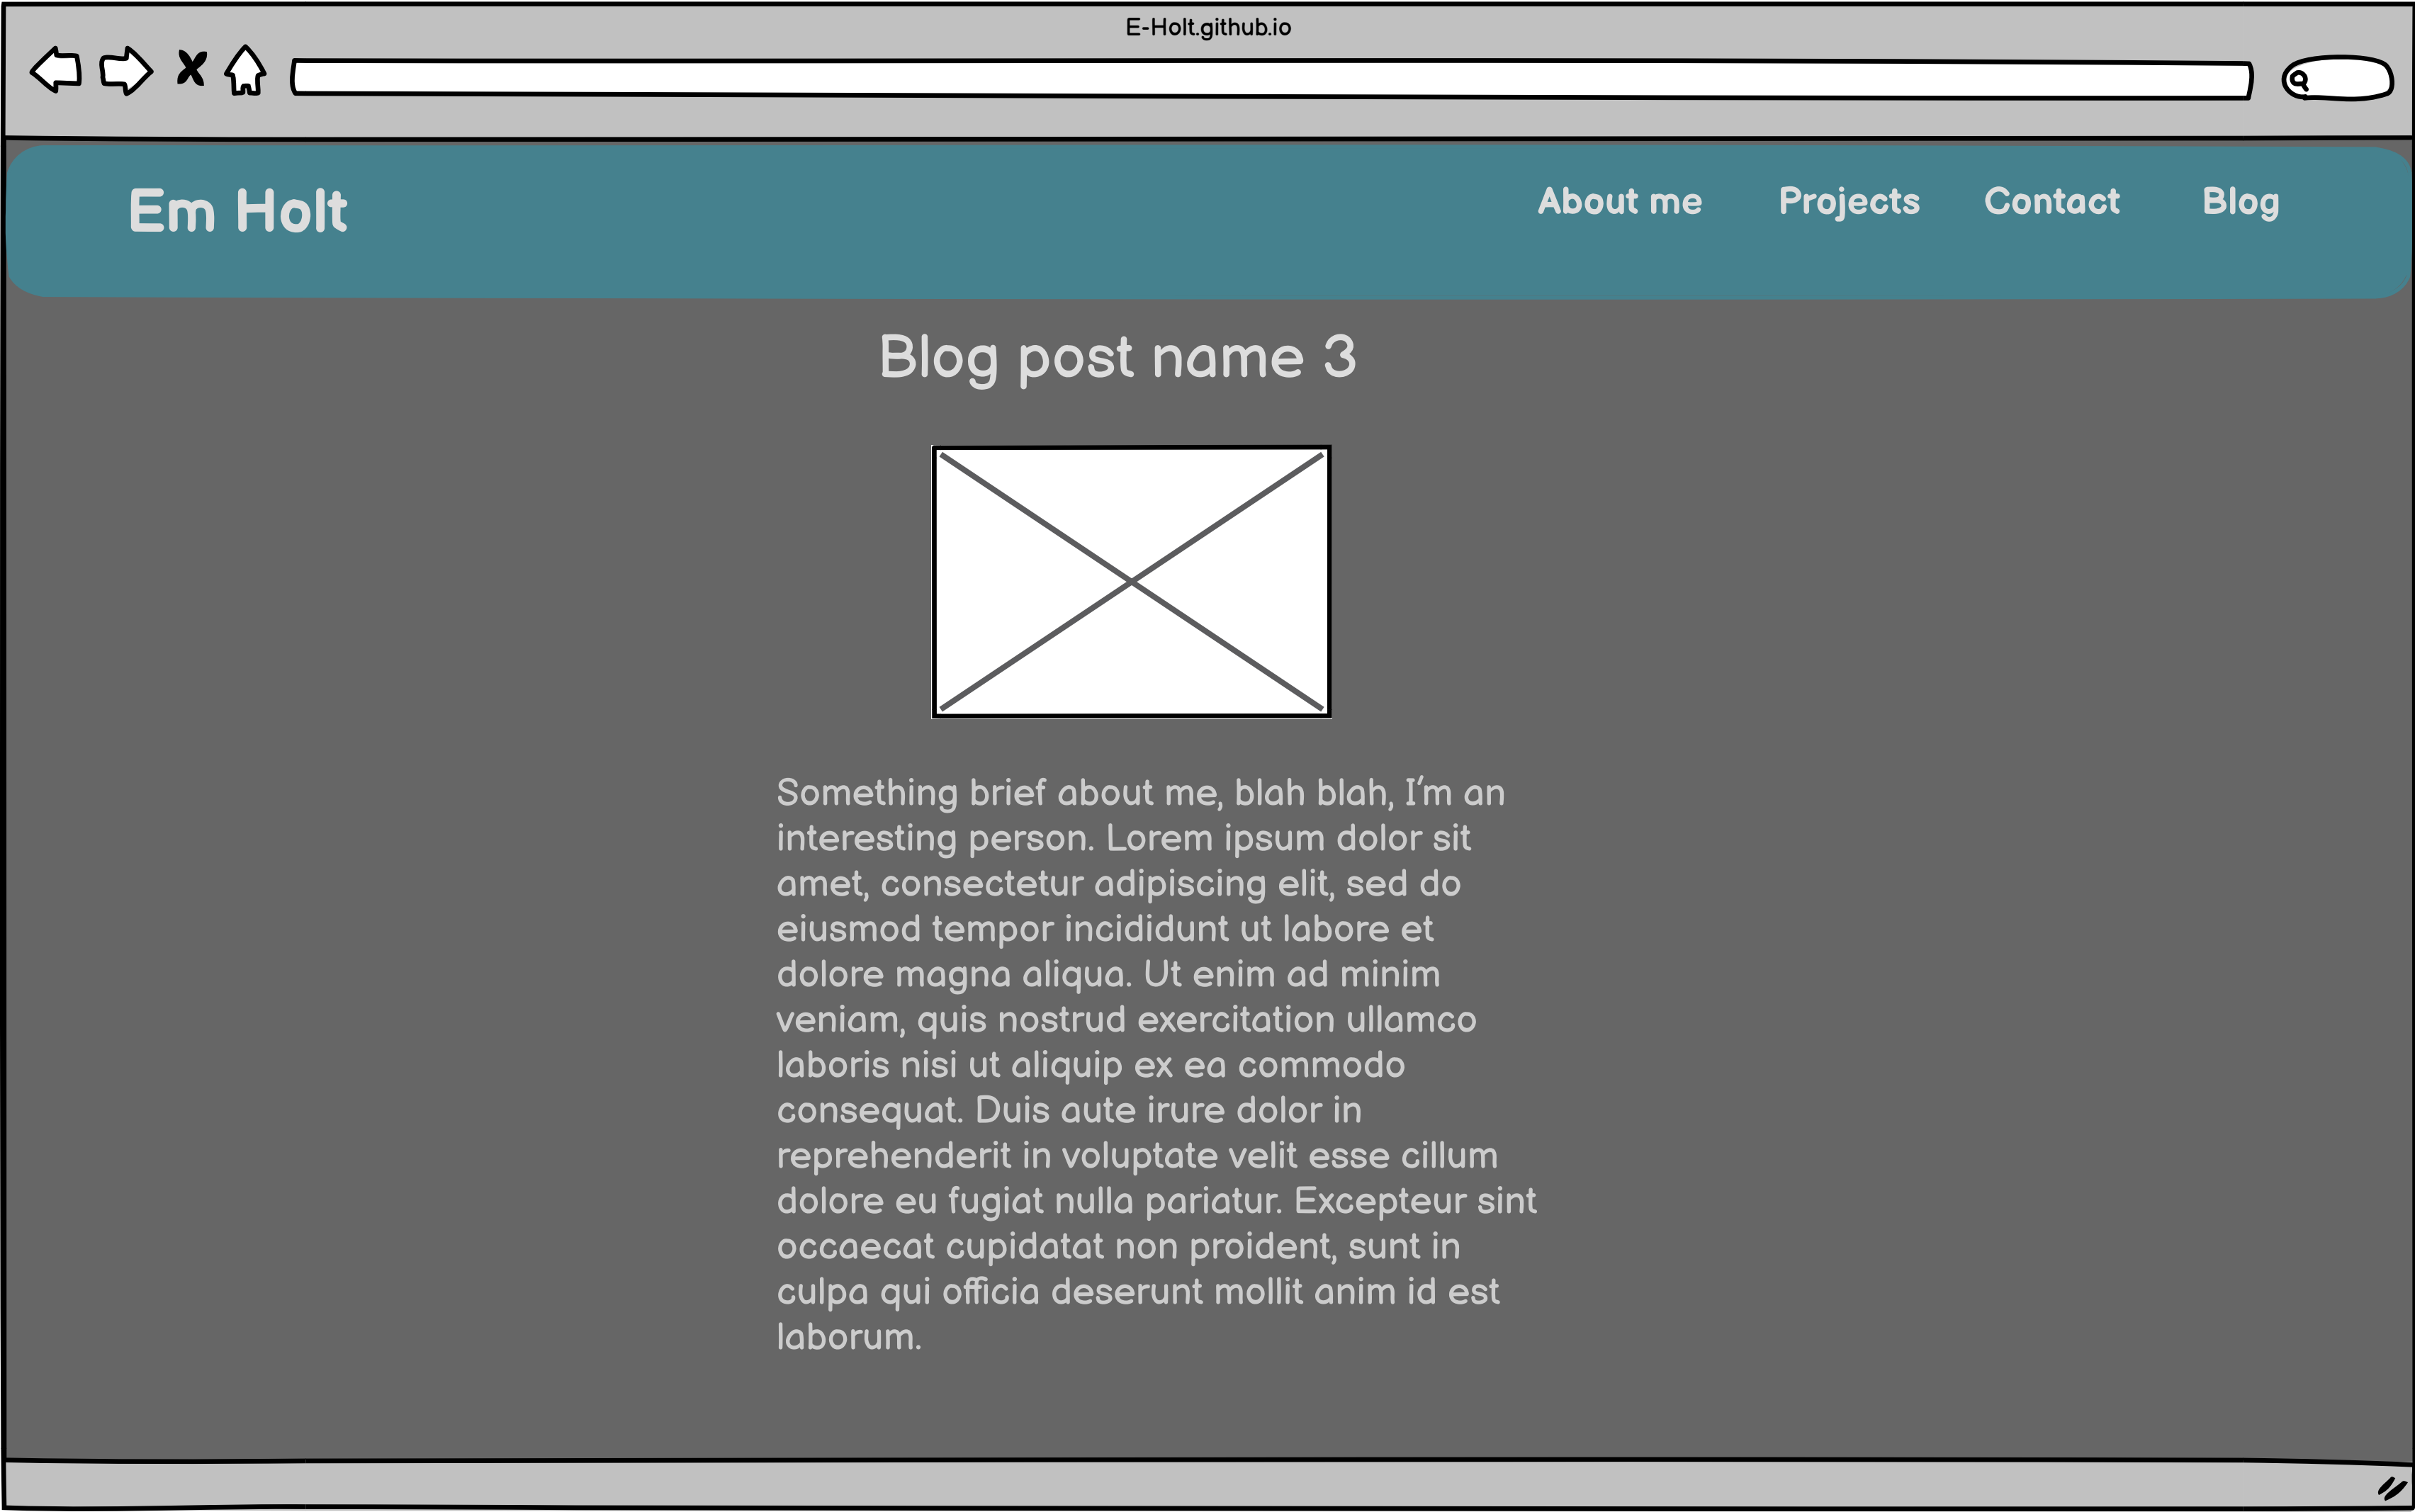 E-Holt.github.io
Em Holt
About me Projects Contact Blog
Blog post name 3
Something brief about me, blah blah, I'm an
interesting person. Lorem ipsum dolor sit
amet, consectetur adipiscing elit, sed do
eiusmod tempor incididunt ut labore et
dolore magna aliqua. Ut enim ad minim
veniam, quis nostrud exercitation ullamco
laboris nisi ut aliquip ex ea commodo
consequat. Duis aute irure dolor in
reprehenderit in voluptate velit esse cillum
dolore eu fugiat nulla pariatur. Excepteur sint
occaecat cupidatat non proident, sunt in
culpa qui officia deserunt mollit anim id est
laborum.